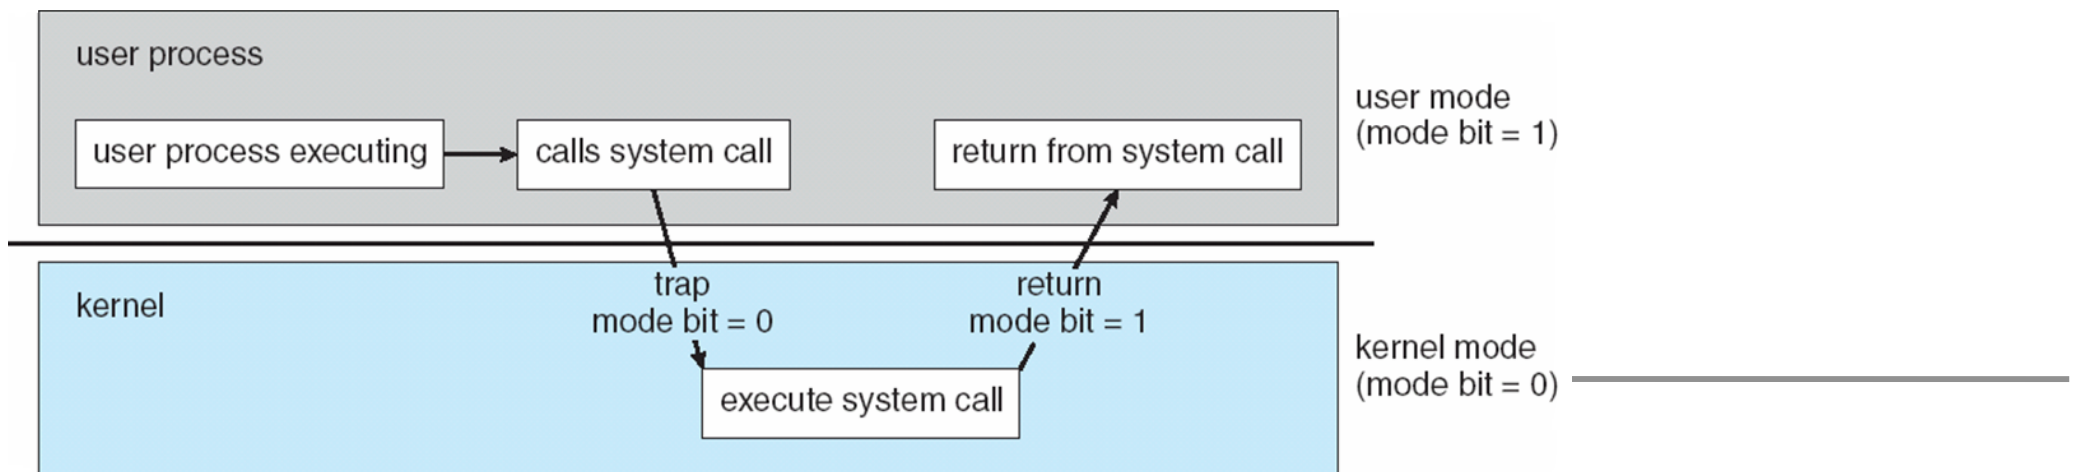 user process
user process executing
calls system call
return from system call
user mode
(mode bit = 1)
kernel
trap
mode bit = 0
return
mode bit = 1
execute system call
kernel mode
(mode bit = 0)